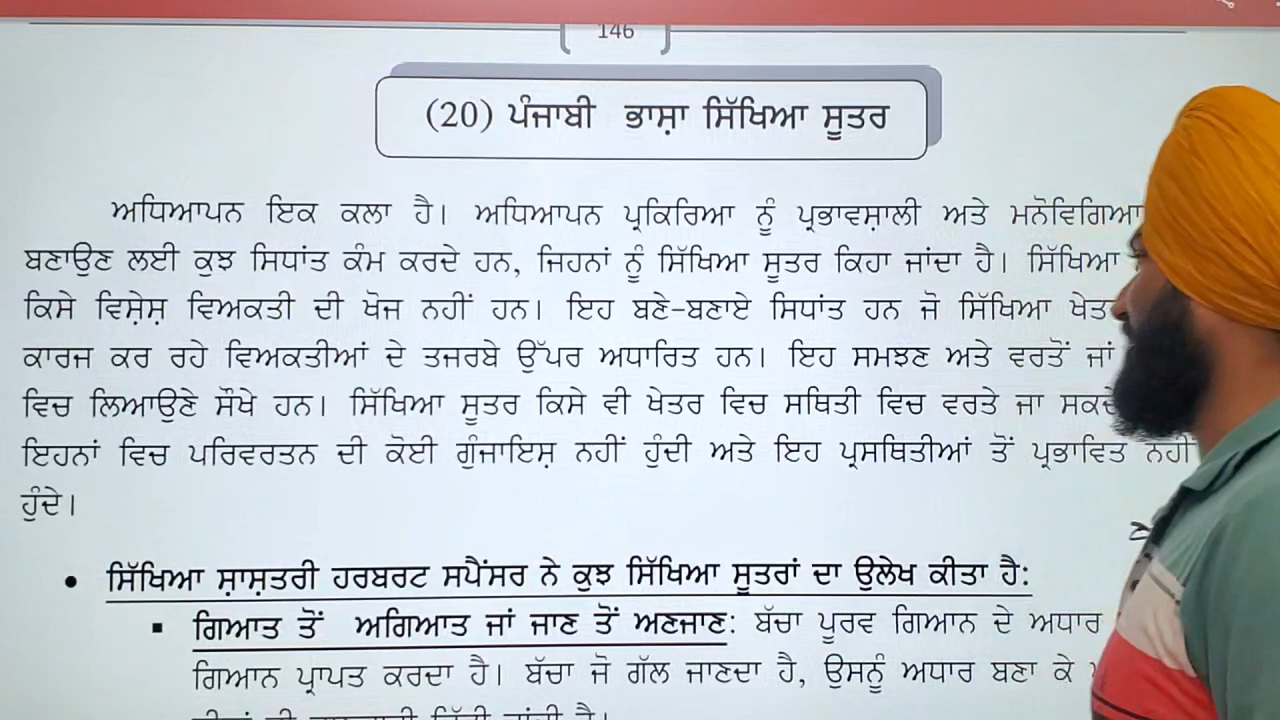 146
(20) ਪੰਜਾਬੀ ਭਾਸ਼ਾ ਸਿੱਖਿਆ ਸੂਤਰ
ਅਧਿਆਪਨ ਇਕ ਕਲਾ ਹੈ। ਅਧਿਆਪਨ ਪ੍ਰਕਿਰਿਆ ਨੂੰ ਪ੍ਰਭਾਵਸ਼ਾਲੀ ਅਤੇ
ਬਣਾਉਣ ਲਈ ਕੁਝ ਸਿਧਾਂਤ ਕੰਮ ਕਰਦੇ ਹਨ, ਜਿਹਨਾਂ ਨੂੰ ਸਿੱਖਿਆ ਸੂਤਰ ਕਿਹਾ ਜਾਂਦਾ ਹੈ। ਸਿੱਖਿਆ
ਕਿਸੇ ਵਿਸ਼ੇਸ਼ ਵਿਅਕਤੀ ਦੀ ਖੋਜ ਨਹੀਂ ਹਨ। ਇਹ ਬਣੇ-ਬਣਾਏ ਸਿਧਾਂਤ ਹਨ ਜੋ ਸਿੱਖਿਆ
ਕਾਰਜ ਕਰ ਰਹੇ ਵਿਅਕਤੀਆਂ ਦੇ ਤਜਰਬੇ ਉੱਪਰ ਅਧਾਰਿਤ ਹਨ। ਇਹ ਸਮਝਣ ਅਤੇ ਵਰਤੋਂ ਜਾਂ
ਵਿਚ ਲਿਆਉਣੇ ਸੌਖੇ ਹਨ। ਸਿੱਖਿਆ ਸੂਤਰ ਕਿਸੇ ਵੀ ਖੇਤਰ ਵਿਚ ਸਥਿਤੀ ਵਿਚ ਵਰਤੇ ਜਾ ਸਕਦੇ
ਇਹਨਾਂ ਵਿਚ ਪਰਿਵਰਤਨ ਦੀ ਕੋਈ ਗੁੰਜਾਇਸ਼ ਨਹੀਂ ਹੁੰਦੀ ਅਤੇ ਇਹ ਪ੍ਰਸਥਿਤੀਆਂ ਤੋਂ ਪ੍ਰਭਾਵਿਤ ਨਹੀਂ
ਹੁੰਦੇ।
• ਸਿੱਖਿਆ ਸ਼ਾਸ਼ਤਰੀ ਹਰਬਰਟ ਸਪੈਂਸਰ ਨੇ ਕੁਝ ਸਿੱਖਿਆ ਸੂਤਰਾਂ ਦਾ ਉਲੇਖ ਕੀਤਾ ਹੈ:
▪ ਗਿਆਤ ਤੋਂ ਅਗਿਆਤ ਜਾਂ ਜਾਣ ਤੋਂ ਅਣਜਾਣ: ਬੱਚਾ ਪੂਰਵ ਗਿਆਨ ਦੇ ਅਧਾਰ
ਗਿਆਨ ਪ੍ਰਾਪਤ ਕਰਦਾ ਹੈ। ਬੱਚਾ ਜੋ ਗੱਲ ਜਾਣਦਾ ਹੈ, ਉਸਨੂੰ ਅਧਾਰ ਬਣਾ ਕੇ